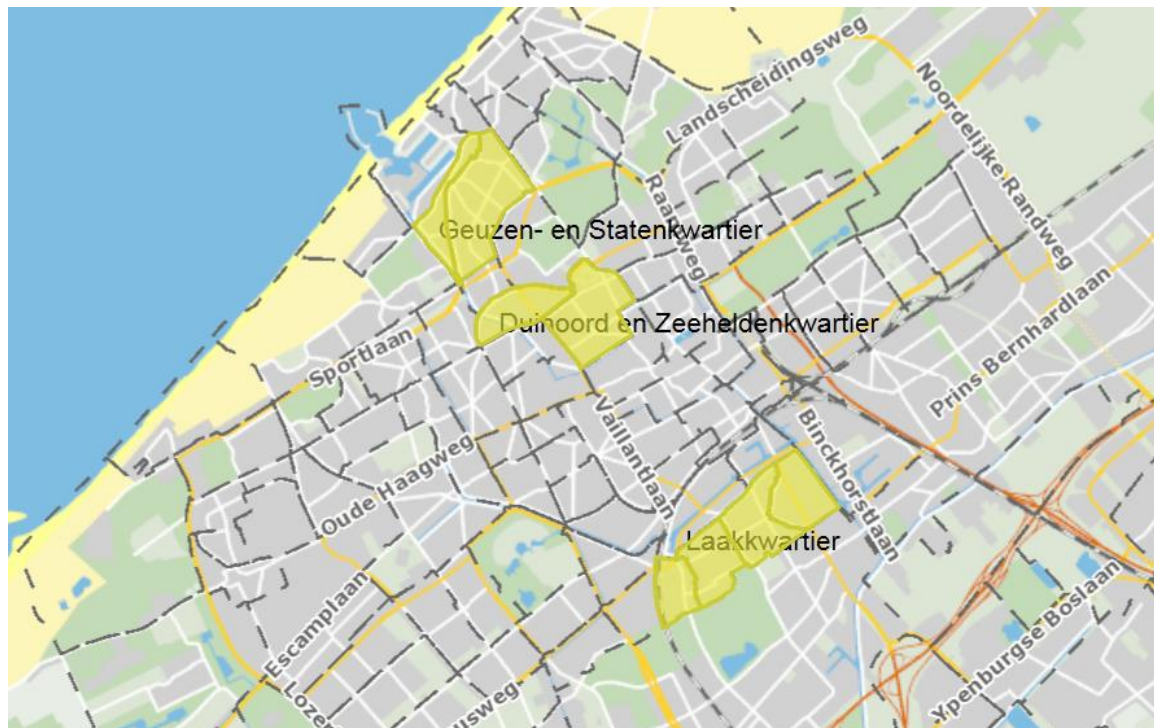 Landscheidingsweg
Noordelijke Randweg
Raamweg
Geuzen- en Statenkwartier
Duinoord en Zeeheldenkwartier
Sportlaan
Prins Bernhardlaan
Vaillantlaan
Binckhorstlaan
Oude Haagweg
Laakkwartier
Escamplaan
Ypenburgse Boslaan